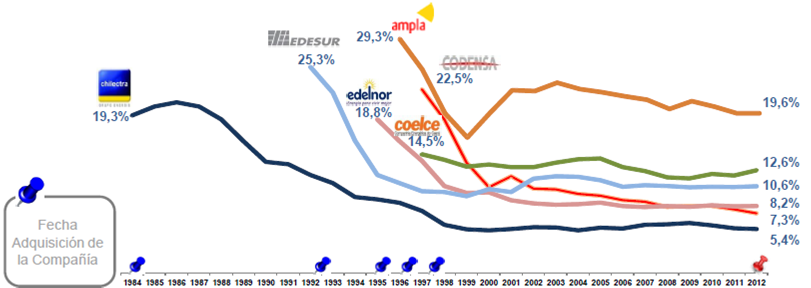 ampla
29,3%
EDESUR
25,3%
CODENSA
22,5%
chilectra
19,3%
edelnor
18,8%
coelce
14,5%
19,6%
12,6%
10,6%
8,2%
7,3%
5,4%
Fecha
Adquisición de
la Compañía
1984 1985 1986 1987 1988 1989 1990 1991 1992 1993 1994 1995 1996 1997 1998 1999 2000 2001 2002 2003 2004 2005 2006 2007 2008 2009 2010 2011 2012